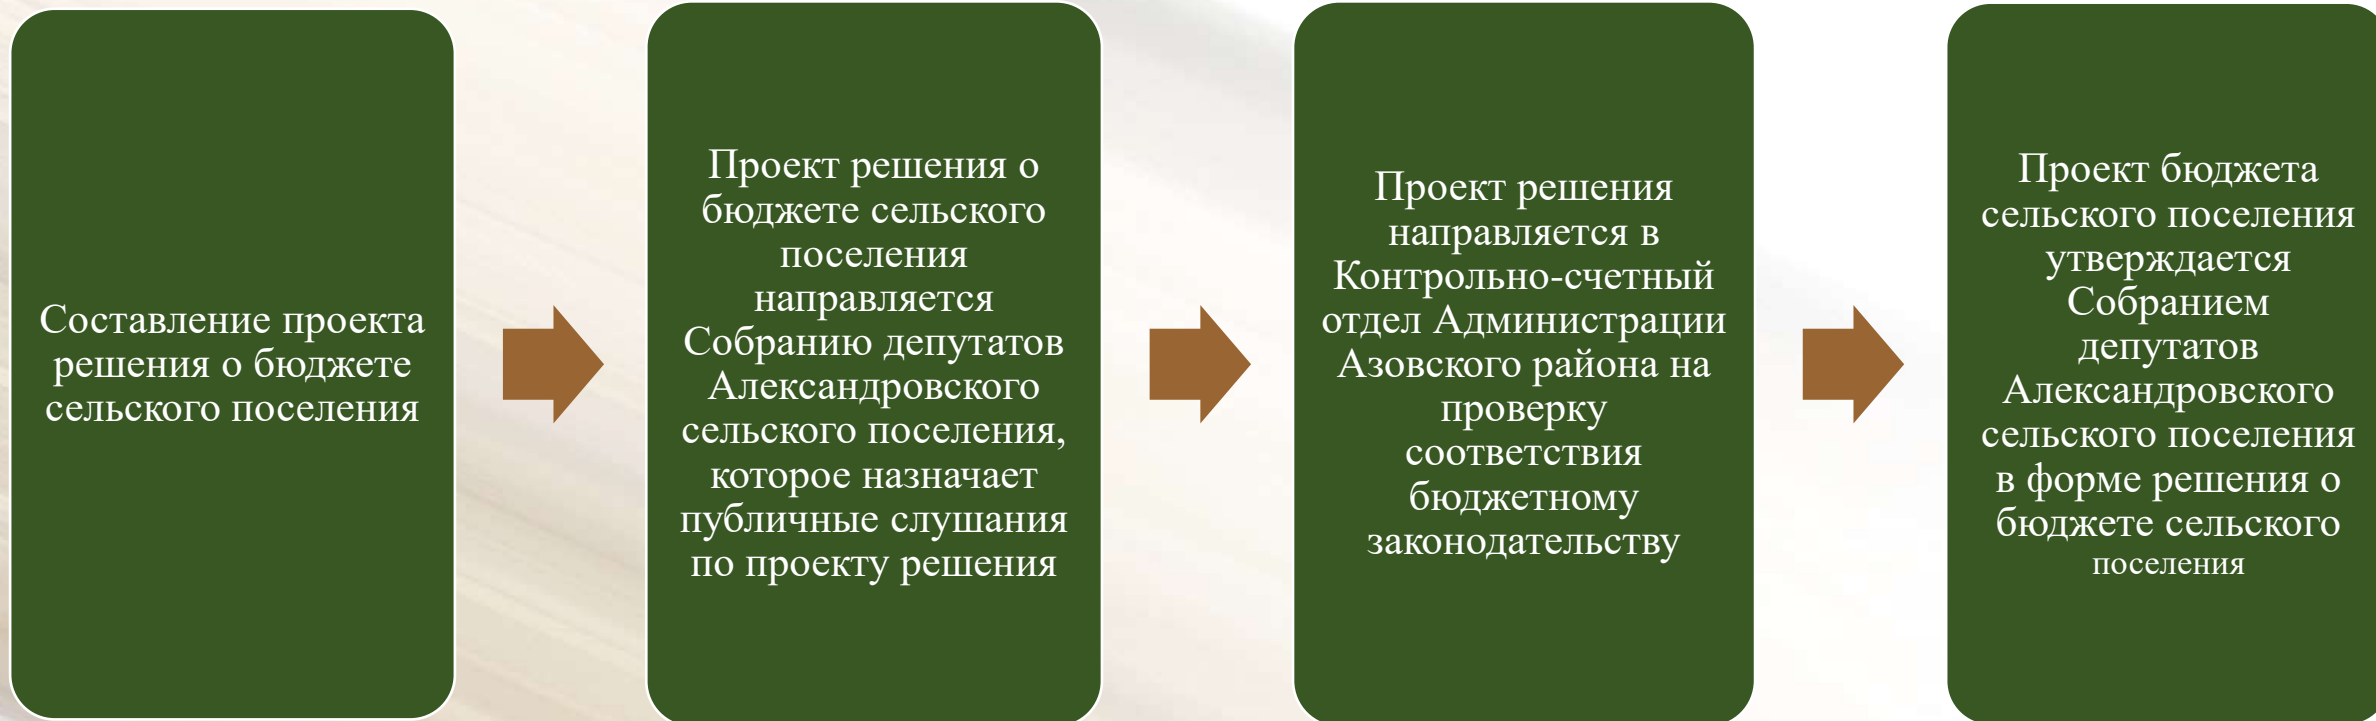 Составление проекта
решения о бюджете
сельского поселения
Проект решения о
бюджете сельского
поселения
направляется
Собранию депутатов
Александровского
сельского поселения,
которое назначает
публичные слушания
по проекту решения
Проект решения
направляется в
Контрольно-счетный
отдел Администрации
Азовского района на
проверку
соответствия
бюджетному
законодательству
Проект бюджета
сельского поселения
утверждается
Собранием
депутатов
Александровского
сельского поселения
в форме решения о
бюджете сельского
поселения